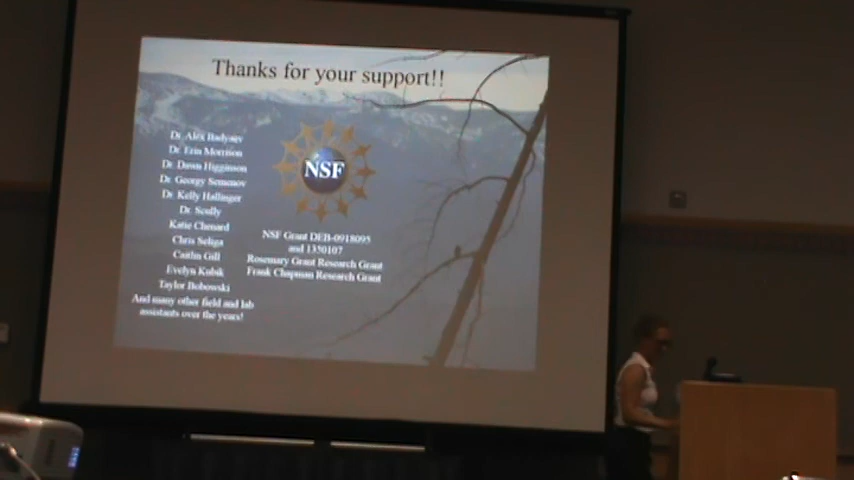 Thanks for your support!!
Dr. Alex Badyaev
Dr. Erin Morrison
Dr. Dawn Higginson
Dr. Georgy Semenov
Dr. Kelly Hallinger
Dr. Scully
Katie Chenard
Chris Seliga
Caitlin Gill
Evelyn Kubik
Taylor Bobowski
And many other field and lab
assistants over the years!
NSF
NSF Grant DEB-0918095
and 1350107
Rosemary Grant Research Grant
Frank Chapman Research Grant